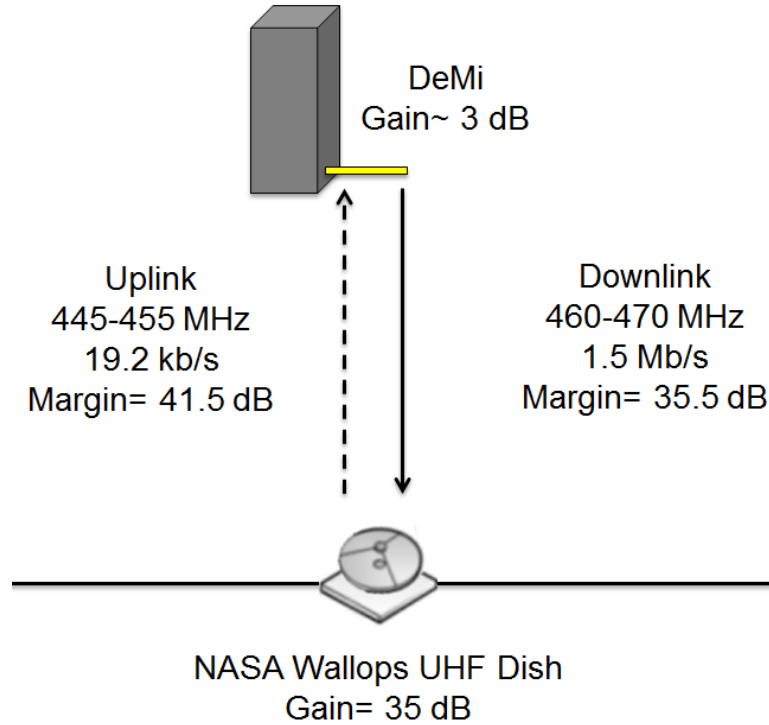 DeMi
Gain~ 3 dB
Uplink
445-455 MHz
19.2 kb/s
Margin= 41.5 dB
Downlink
460-470 MHz
1.5 Mb/s
Margin= 35.5 dB
NASA Wallops UHF Dish
Gain= 35 dB